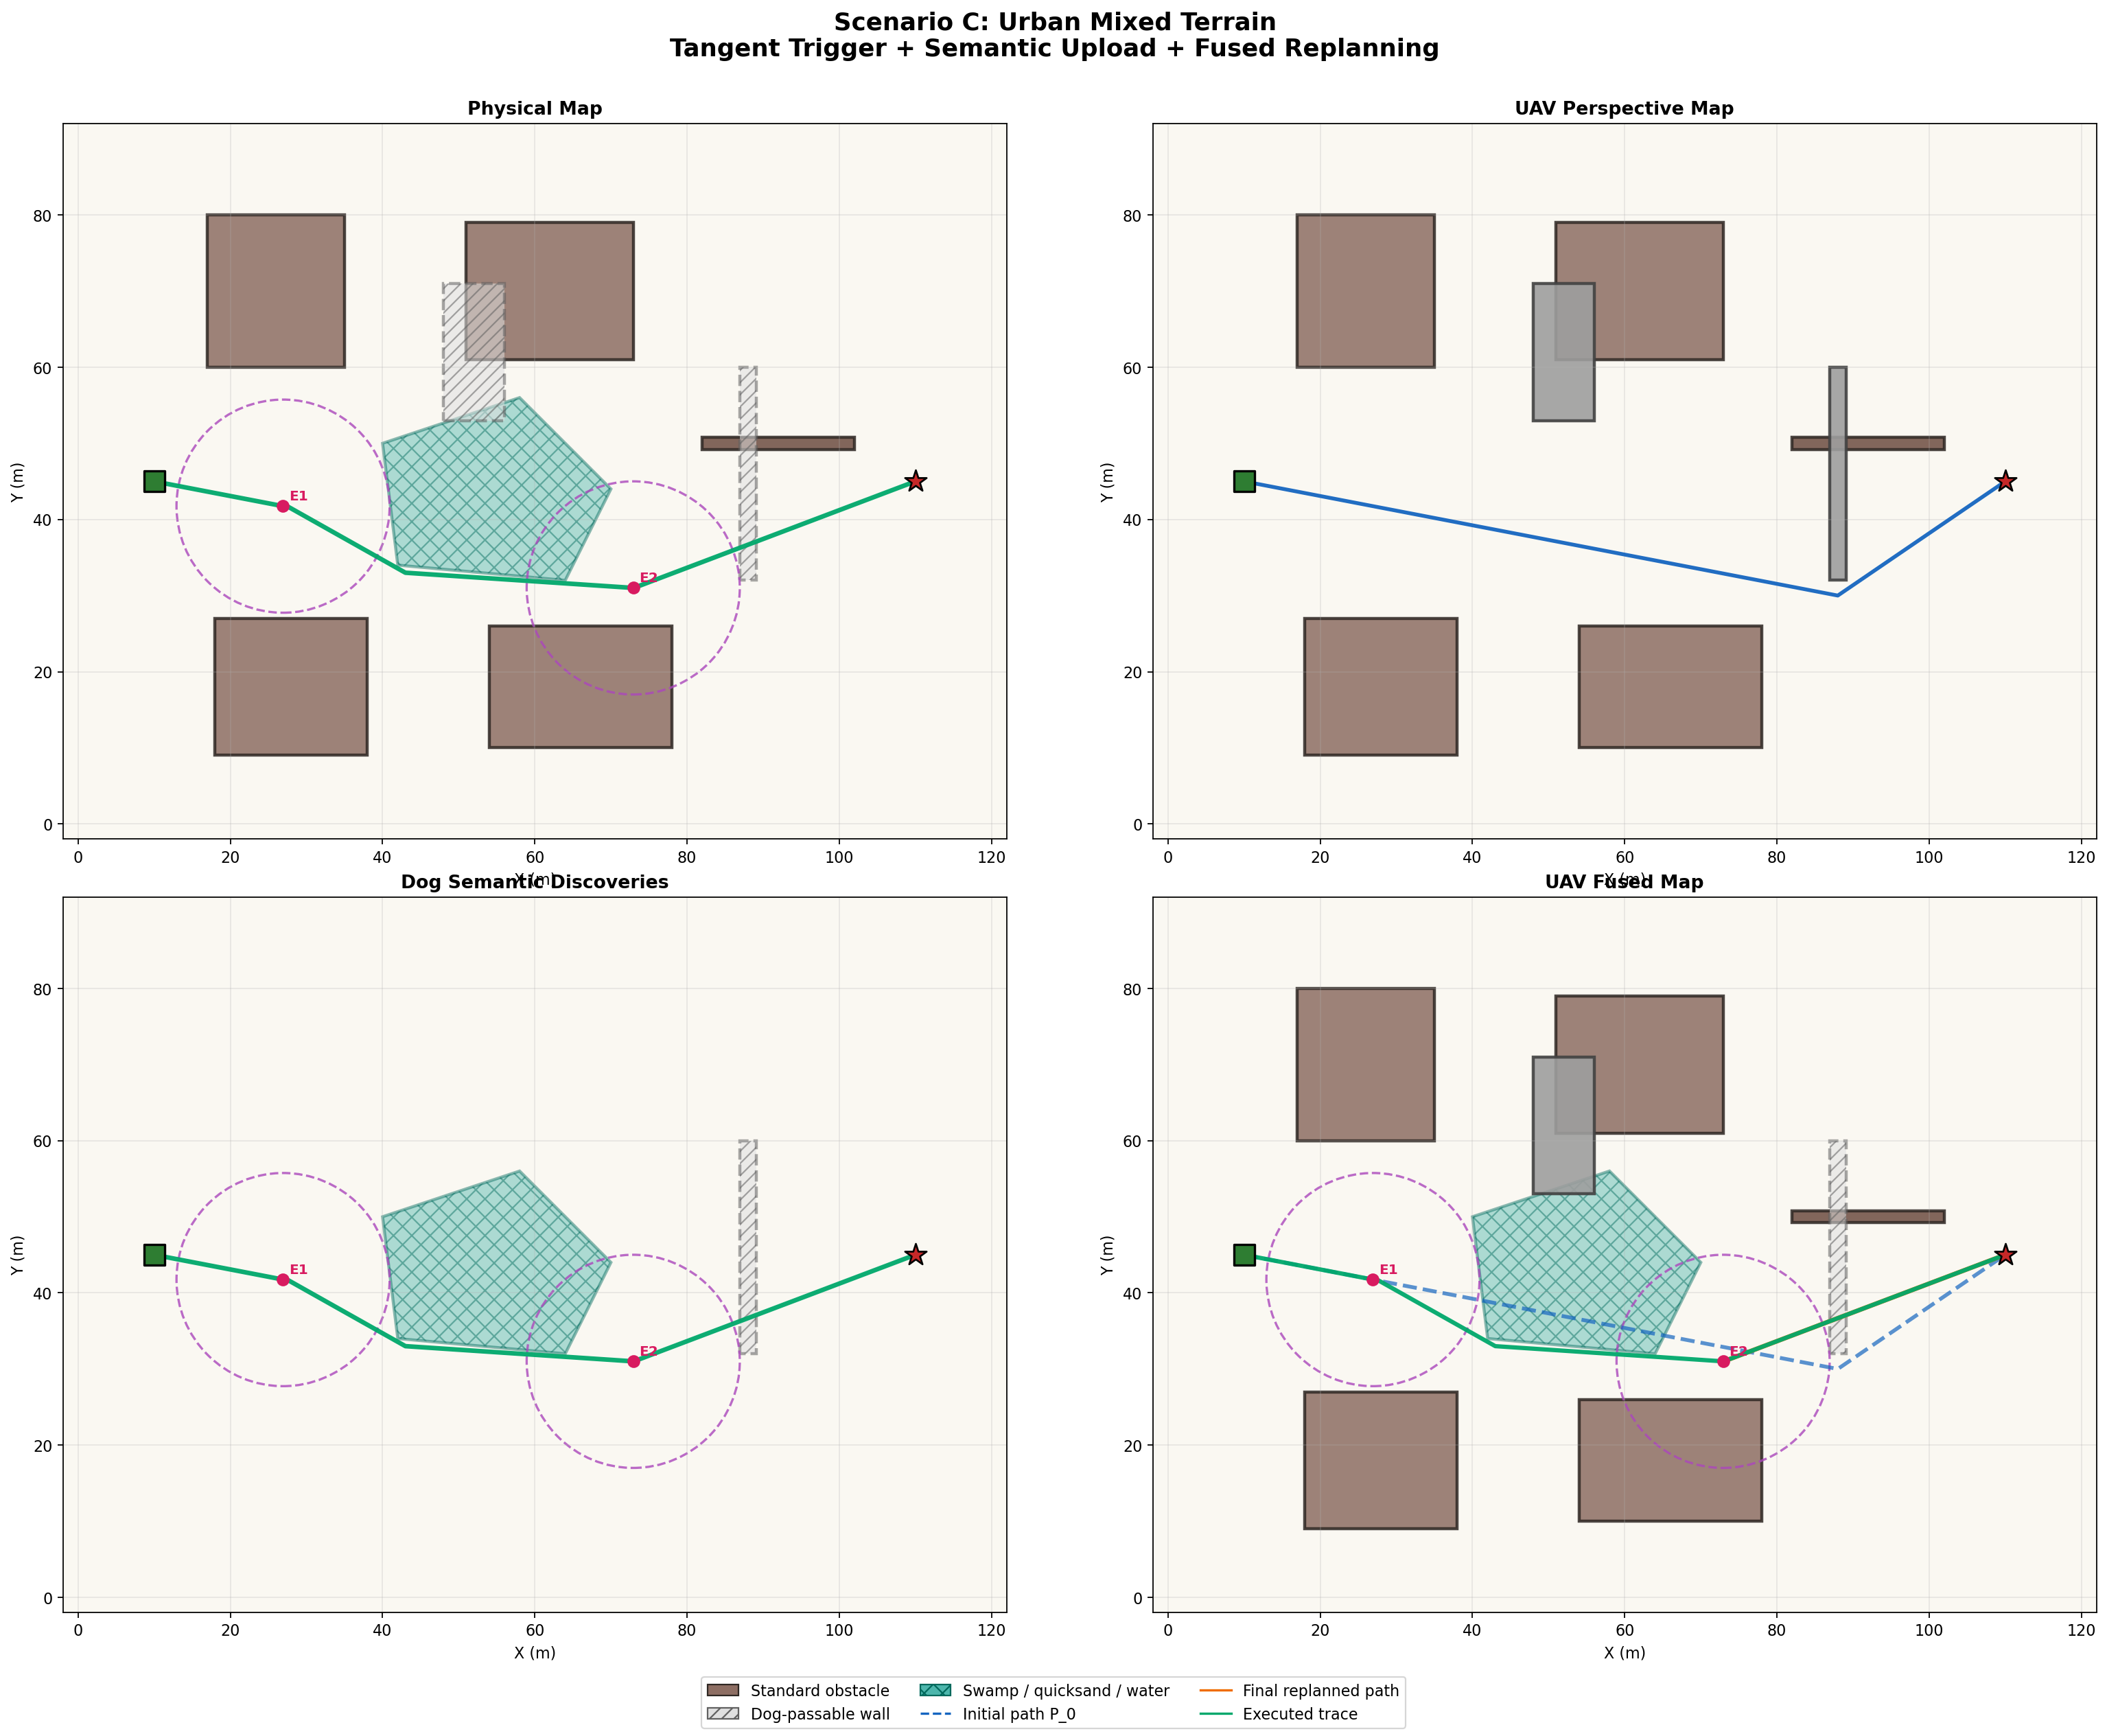 Scenario C: Urban Mixed Terrain
Tangent Trigger + Semantic Upload + Fused Replanning
Physical Map
80
60
40
20
0
Y (m)
E1
E2
0 20 40 60 80 100 120
X (m)
UAV Perspective Map
80
60
40
20
0
Y (m)
0 20 40 60 80 100 120
X (m)
Dog Semantic Discoveries
80
60
40
20
0
Y (m)
E1
E2
0 20 40 60 80 100 120
X (m)
UAV Fused Map
80
60
40
20
0
Y (m)
E1
E2
0 20 40 60 80 100 120
X (m)
Standard obstacle
Dog-passable wall
Swamp / quicksand / water
Initial path P_0
Final replanned path
Executed trace